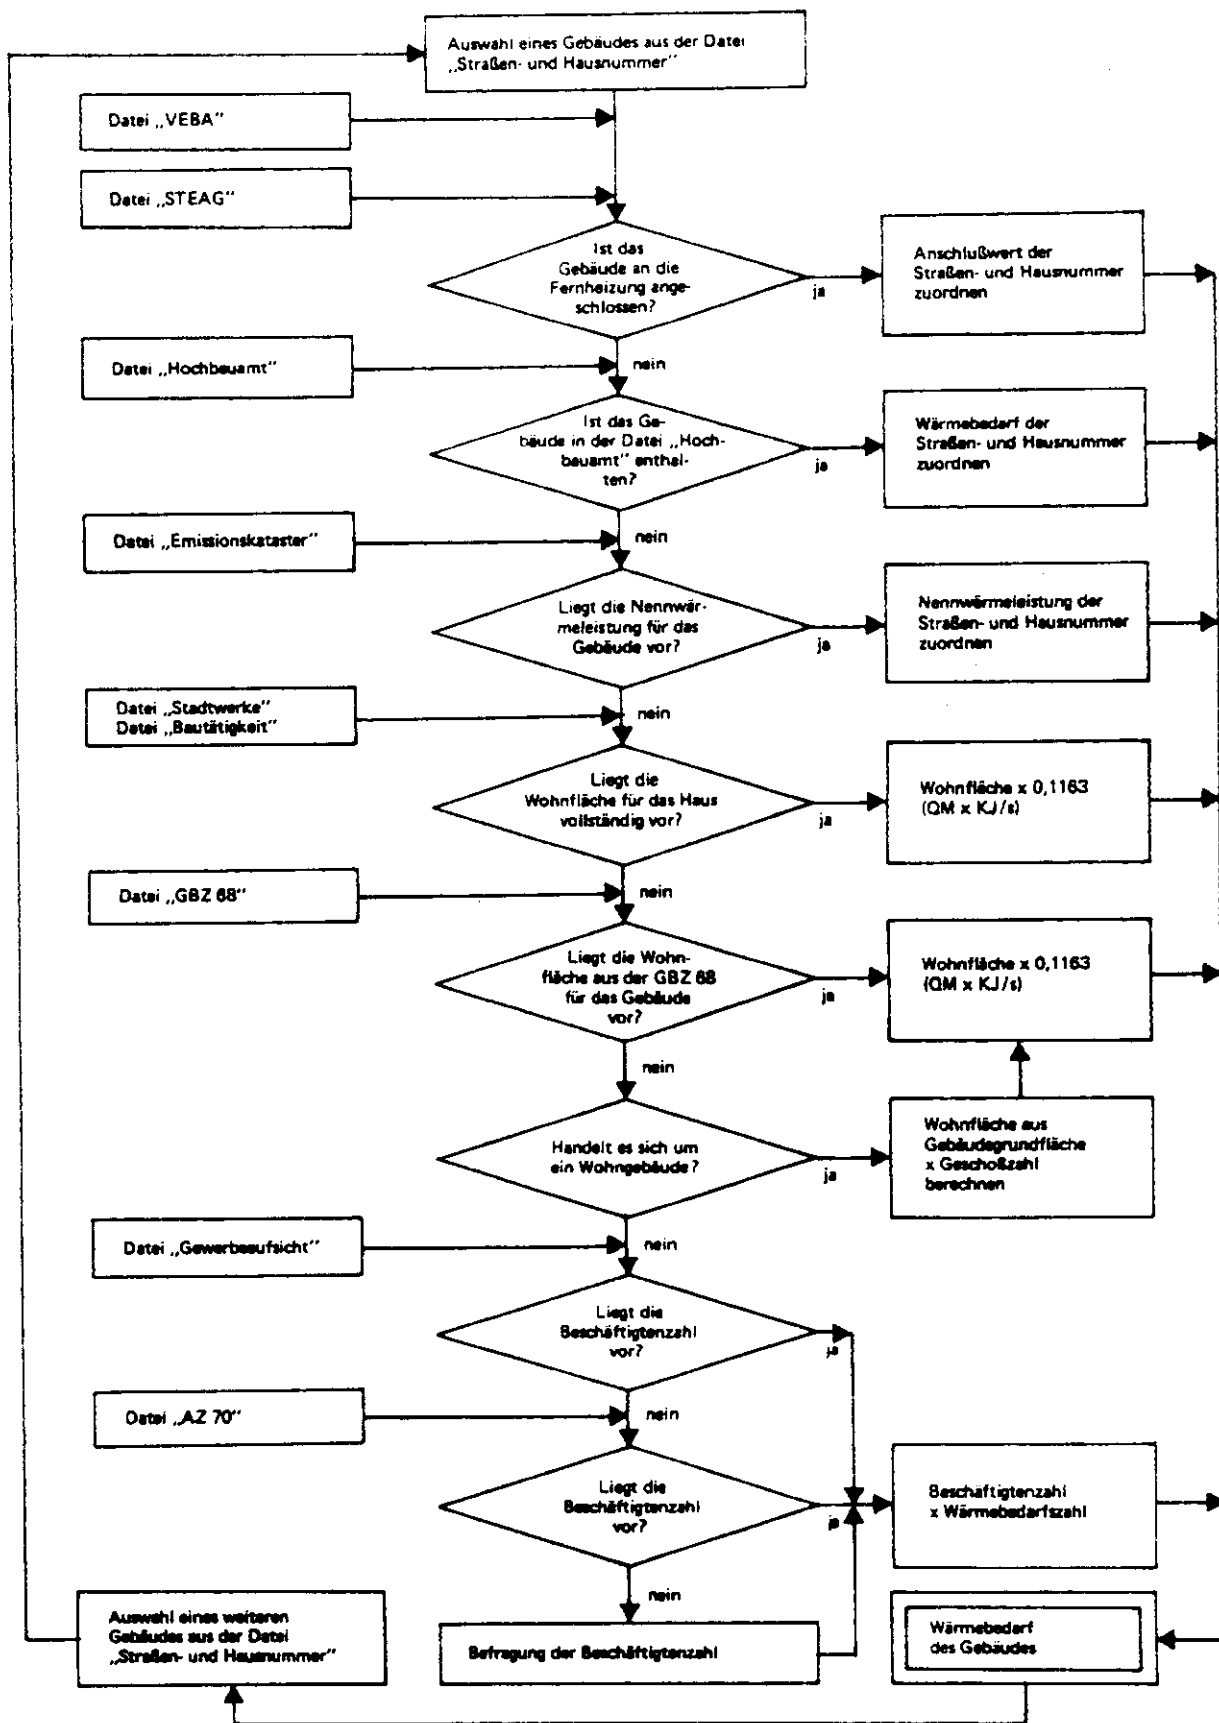 Auswahl eines Gebäudes aus der Datei
„Straßen- und Hausnummer"
Datei „VEBA"
Datei „STEAG"
Ist das
Gebäude an die
Fernheizung ange-
schlossen?
ja
Anschlußwert der
Straßen- und Hausnummer
zuordnen
nein
Datei „Hochbauamt"
Ist das Ge-
bäude in der Datei „Hoch-
bauamt" enthal-
ten?
ja
Wärmebedarf der
Straßen- und Hausnummer
zuordnen
nein
Datei „Emissionskataster"
Liegt die Nennwär-
meleistung für das
Gebäude vor?
ja
Nennwärmeleistung der
Straßen- und Hausnummer
zuordnen
nein
Datei „Stadtwerke"
Datei „Bautätigkeit"
Liegt die
Wohnfläche für das Haus
vollständig vor?
ja
Wohnfläche x 0,1163
(QM x KJ/s)
nein
Datei „GBZ 68"
Liegt die Wohn-
fläche aus der GBZ 68
für das Gebäude
vor?
ja
Wohnfläche x 0,1163
(QM x KJ/s)
nein
Handelt es sich um
ein Wohngebäude?
ja
Wohnfläche aus
Gebäudegrundfläche
x Geschoßzahl
berechnen
nein
Datei „Gewerbeaufsicht"
Liegt die
Beschäftigtenzahl
vor?
ja
nein
Datei „AZ 70"
Liegt die
Beschäftigtenzahl
vor?
ja
Beschäftigtenzahl
x Wärmebedarfszahl
nein
Befragung der Beschäftigtenzahl
Auswahl eines weiteren
Gebäudes aus der Datei
„Straßen- und Hausnummer"
Wärmebedarf
des Gebäudes